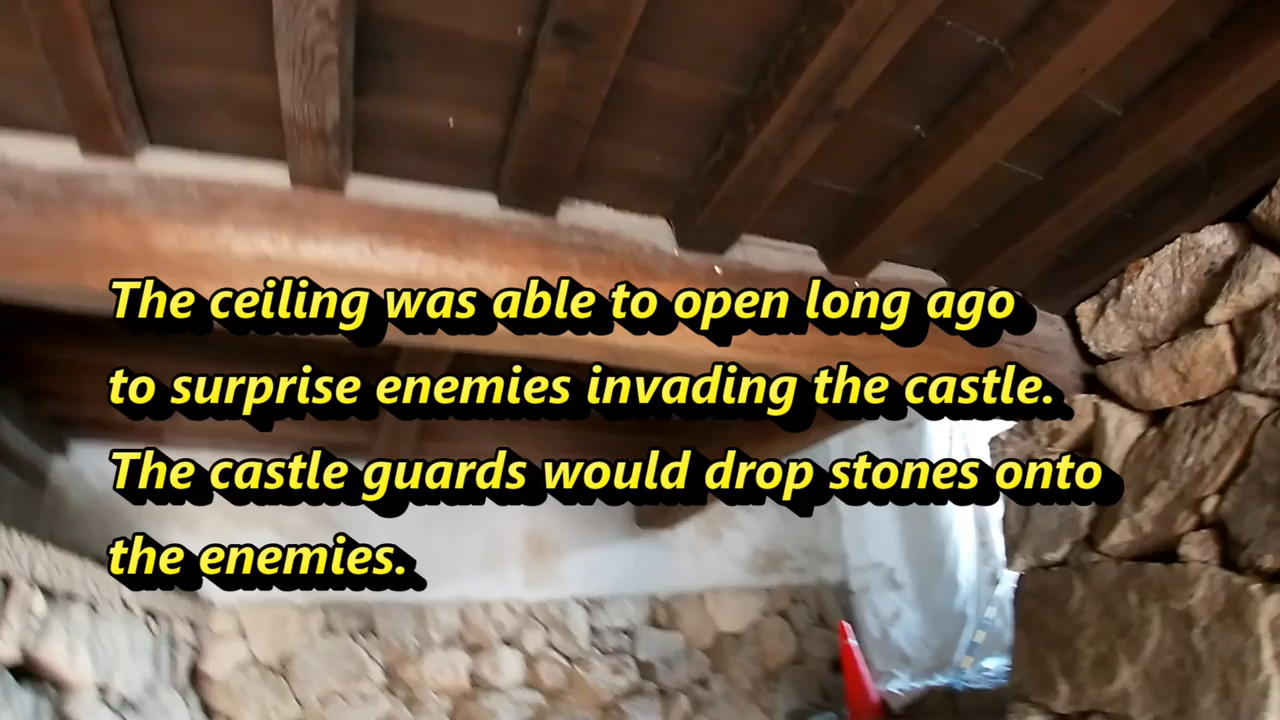 The ceiling was able to open long ago
to surprise enemies invading the castle.
The castle guards would drop stones onto
the enemies.